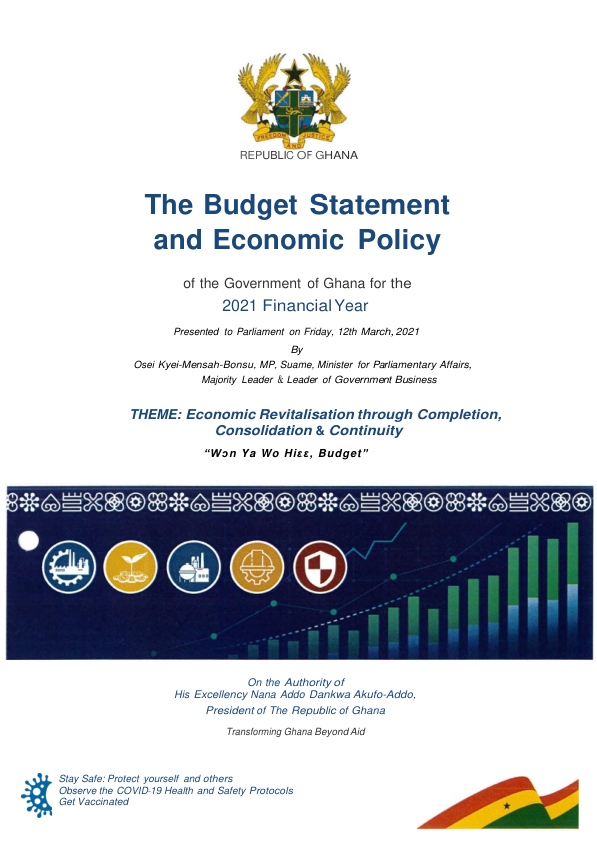 FREEDOM AND JUSTICE
REPUBLIC OF GHANA
The Budget Statement
and Economic Policy
of the Government of Ghana for the
2021 Financial Year
Presented to Parliament on Friday, 12th March, 2021
By
Osei Kyei-Mensah-Bonsu, MP, Suame, Minister for Parliamentary Affairs,
Majority Leader & Leader of Government Business
THEME: Economic Revitalisation through Completion,
Consolidation & Continuity
“Wɔn Ya Wo Hiɛɛ, Budget”
On the Authority of
His Excellency Nana Addo Dankwa Akufo-Addo,
President of The Republic of Ghana
Transforming Ghana Beyond Aid
Stay Safe: Protect yourself and others
Observe the COVID-19 Health and Safety Protocols
Get Vaccinated